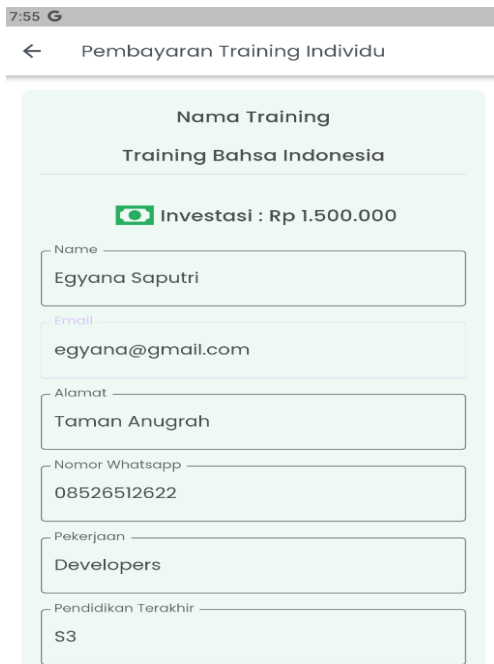 7:55 G
Pembayaran Training Individu
Nama Training
Training Bahsa Indonesia
Investasi : Rp 1.500.000
Name
Egyana Saputri
Email
egyana@gmail.com
Alamat
Taman Anugrah
Nomor Whatsapp
08526512622
Pekerjaan
Developers
Pendidikan Terakhir
S3